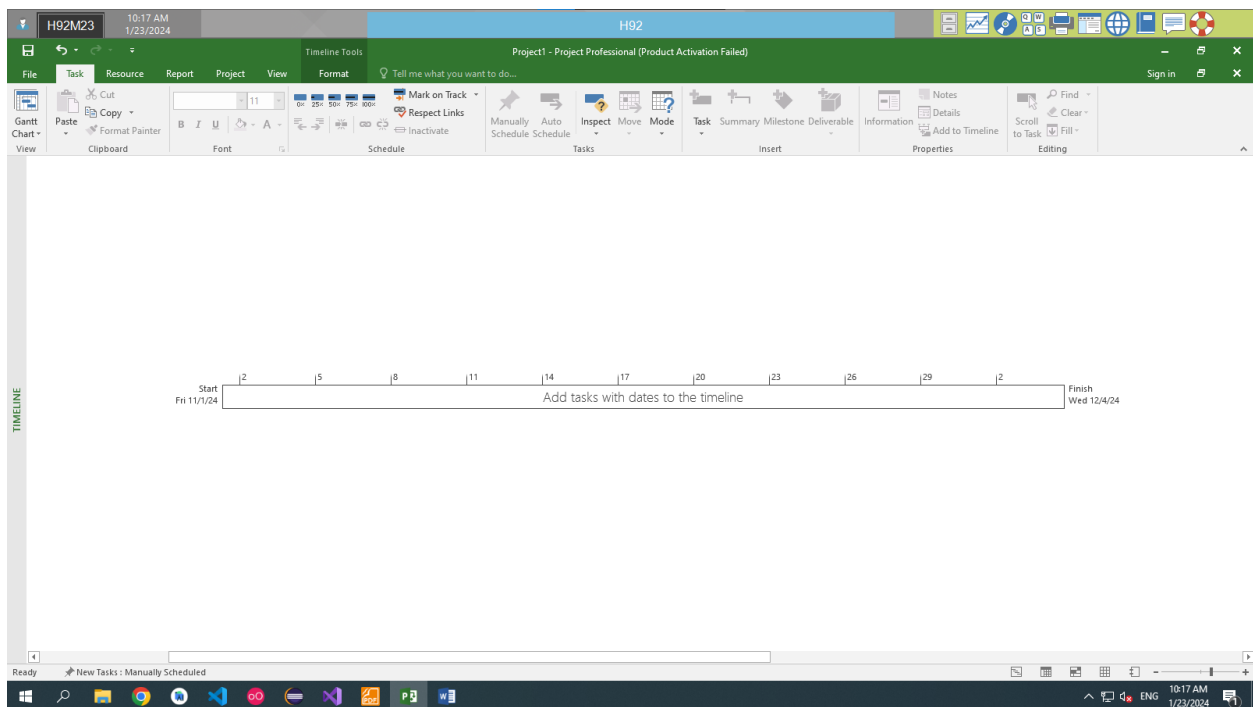 H92M23
10:17 AM
1/23/2024
H92
Timeline Tools
Project1 - Project Professional (Product Activation Failed)
File
Task
Resource
Report
Project
View
Format
Tell me what you want to do...
Sign in
Gantt
Chart
View
Paste
Cut
Copy
Format Painter
Clipboard
11
B I U A
Font
0× 25× 50× 75× 100×
Mark on Track
Respect Links
Inactivate
Schedule
Manually
Schedule
Auto
Schedule
Inspect
Move
Mode
Tasks
Task
Summary
Milestone
Deliverable
Insert
Information
Notes
Details
Add to Timeline
Properties
Scroll
to Task
Find
Clear
Fill
Editing
TIMELINE
2 5 8 11 14 17 20 23 26 29 2
Start
Fri 11/1/24
Add tasks with dates to the timeline
Finish
Wed 12/4/24
Ready
New Tasks : Manually Scheduled
ENG
10:17 AM
1/23/2024